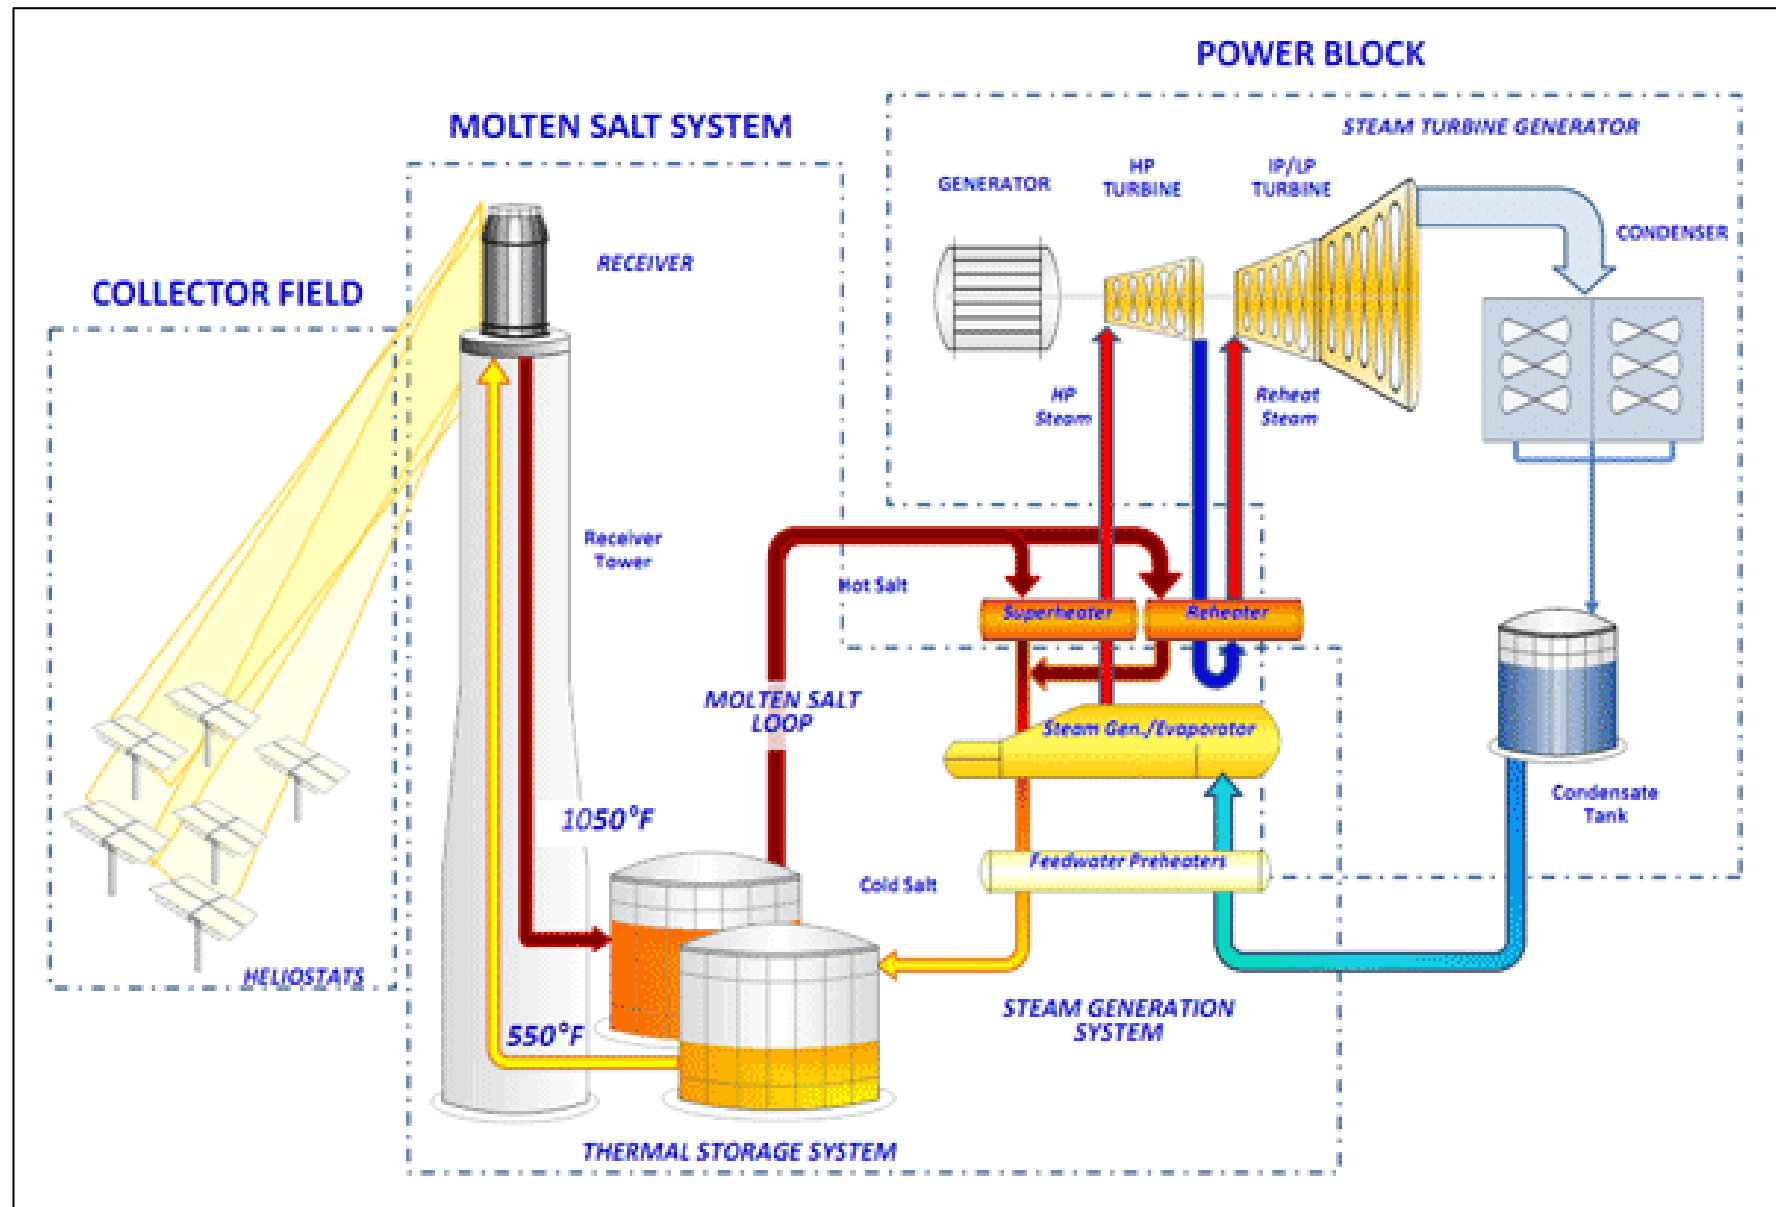 POWER BLOCK
MOLTEN SALT SYSTEM
STEAM TURBINE GENERATOR
GENERATOR
HP
TURBINE
IP/LP
TURBINE
CONDENSER
RECEIVER
COLLECTOR FIELD
HP
Steam
Reheat
Steam
Receiver
Tower
Hot Salt
Superheater
Reheater
MOLTEN SALT
LOOP
Steam Gen./Evaporator
Condensate
Tank
1050°F
Feedwater Preheaters
Cold Salt
HELIOSTATS
STEAM GENERATION
SYSTEM
550°F
THERMAL STORAGE SYSTEM